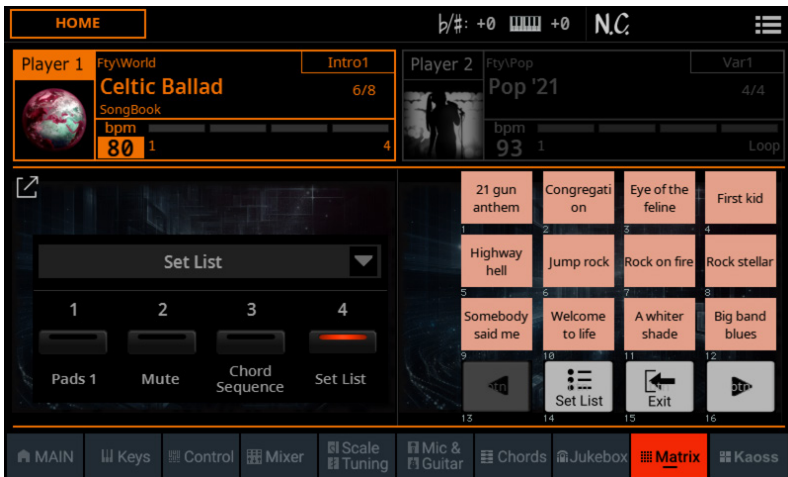 HOME
♭/♯: +0 +0 N.C.
Player 1
Fty\World
Intro1
Celtic Ballad
6/8
SongBook
bpm
80 1
4
Player 2
Fty\Pop
Var1
Pop '21
4/4
bpm
93 1
Loop
Set List
1 2 3 4
Pads 1
Mute
Chord
Sequence
Set List
21 gun
anthem
1
Congregati
on
2
Eye of the
feline
3
First kid
4
Highway
hell
5
Jump rock
6
Rock on fire
7
Rock stellar
8
Somebody
said me
9
Welcome
to life
10
A whiter
shade
11
Big band
blues
12
13
Set List
14
Exit
15
16
MAIN
Keys
Control
Mixer
Scale
Tuning
Mic &
Guitar
Chords
Jukebox
Matrix
Kaoss